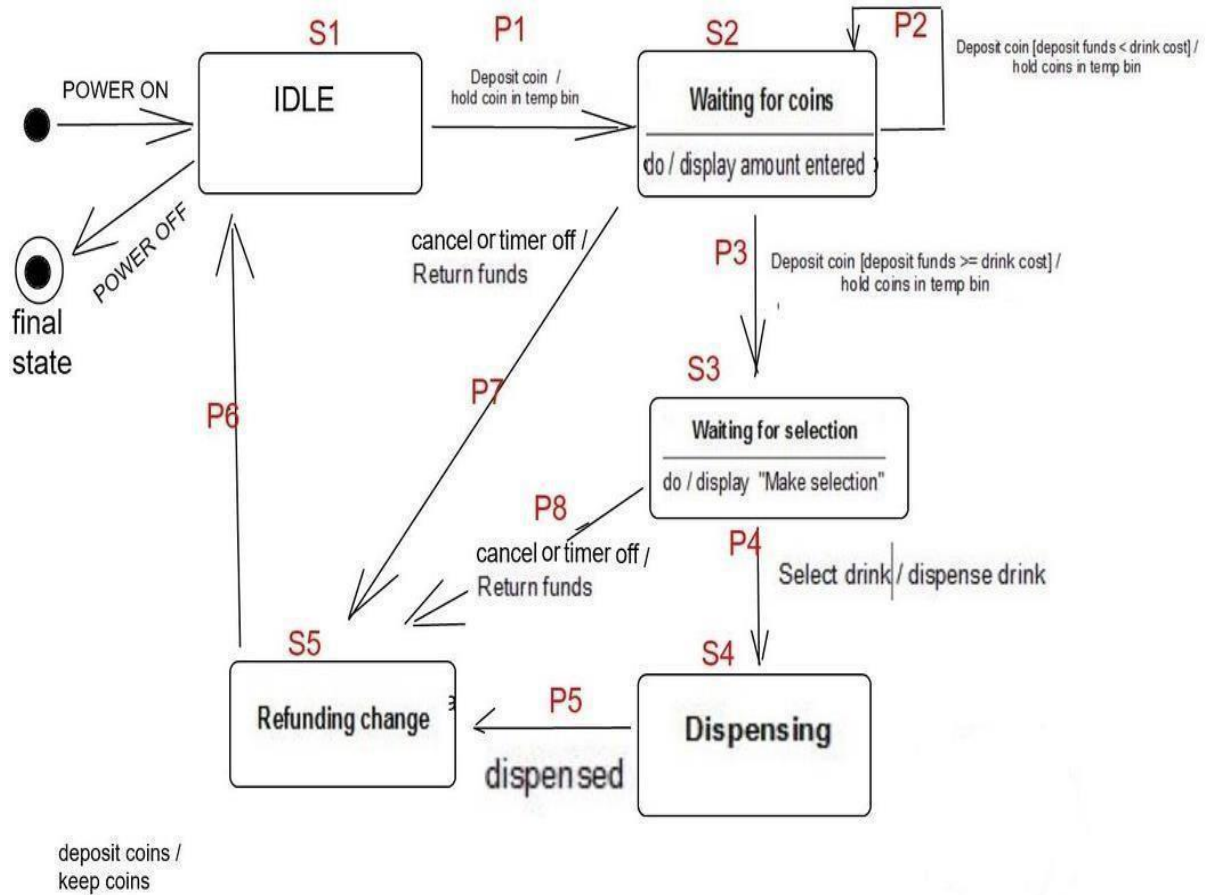 S1
P1
S2
P2
POWER ON
IDLE
Deposit coin /
hold coin in temp bin
Waiting for coins
do / display amount entered
Deposit coin [deposit funds < drink cost] /
hold coins in temp bin
POWER OFF
final
state
cancel or timer off /
Return funds
P3
Deposit coin [deposit funds >= drink cost] /
hold coins in temp bin
S3
P7
P6
Waiting for selection
do / display "Make selection"
P8
cancel or timer off /
Return funds
P4
Select drink / dispense drink
S5
S4
Refunding change
P5
Dispensing
dispensed
deposit coins /
keep coins